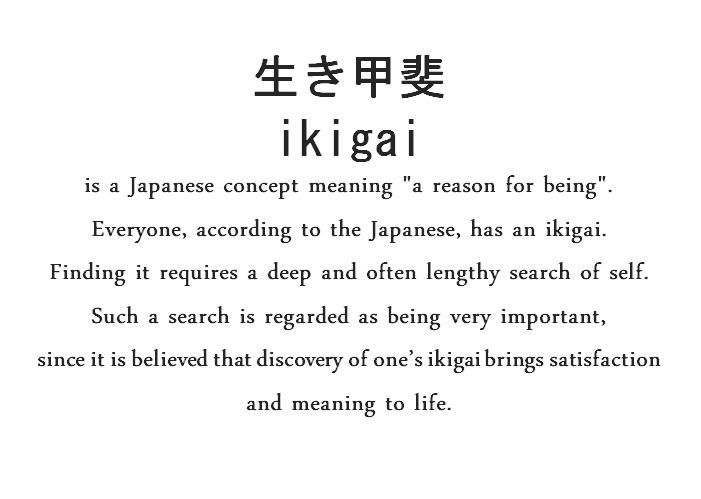 生き甲斐
ikigai
is a Japanese concept meaning "a reason for being".
Everyone, according to the Japanese, has an ikigai.
Finding it requires a deep and often lengthy search of self.
Such a search is regarded as being very important,
since it is believed that discovery of one’s ikigai brings satisfaction
and meaning to life.